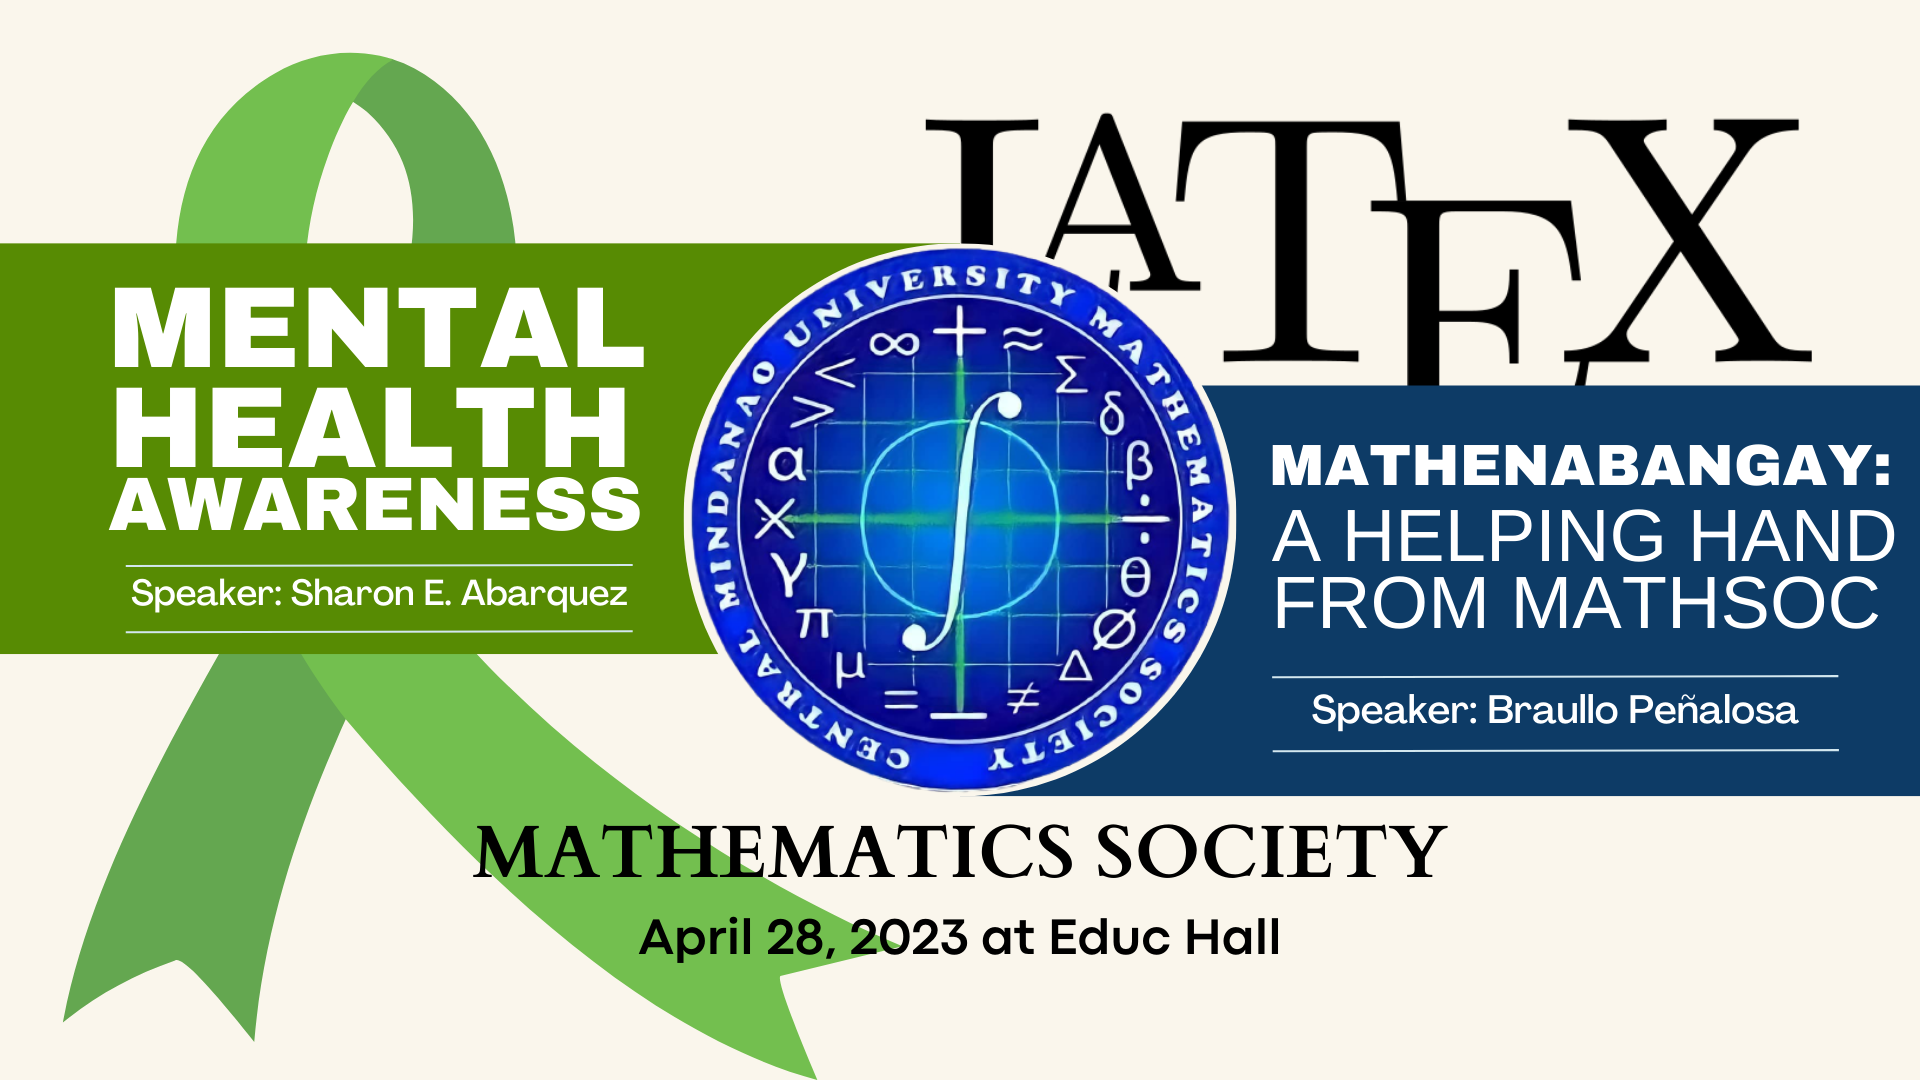 LATEX
MENTAL
HEALTH
AWARENESS
Speaker: Sharon E. Abarquez
CENTRAL MINDANAO UNIVERSITY MATHEMATICS SOCIETY
+
≈
Σ
δ
β
÷
θ
Ø
Δ
≠
−
=
μ
π
γ
X
α
>
<
∞
∫
MATHENABANGAY:
A HELPING HAND
FROM MATHSOC
Speaker: Braullo Peñalosa
MATHEMATICS SOCIETY
April 28, 2023 at Educ Hall